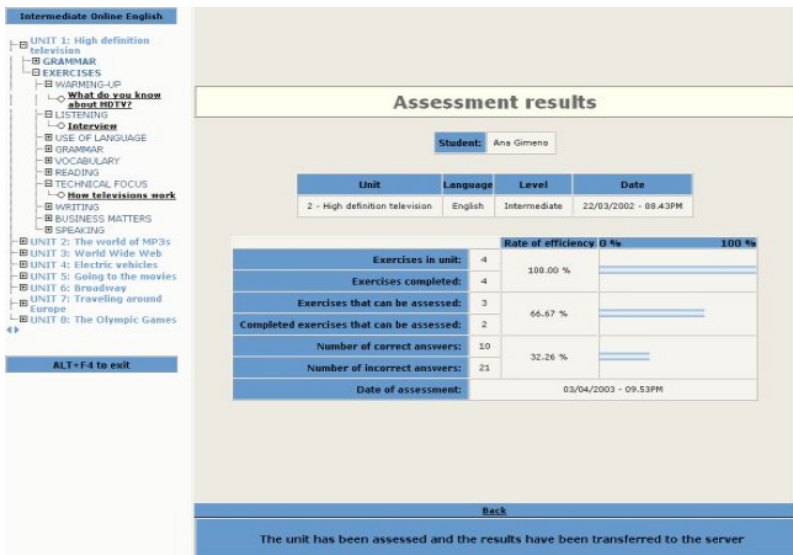 Intermediate Online English
UNIT 1: High definition
television
GRAMMAR
EXERCISES
WARMING-UP
What do you know
about HDTV?
LISTENING
Interview
USE OF LANGUAGE
GRAMMAR
VOCABULARY
READING
TECHNICAL FOCUS
How televisions work
WRITING
BUSINESS MATTERS
SPEAKING
UNIT 2: The world of MP3s
UNIT 3: World Wide Web
UNIT 4: Electric vehicles
UNIT 5: Going to the movies
UNIT 6: Broadway
UNIT 7: Traveling around
Europe
UNIT 8: The Olympic Games
ALT+F4 to exit
Assessment results
Student: Ana Gimeno
Unit Language Level Date
2 - High definition television English Intermediate 22/03/2002 - 08.43PM
Rate of efficiency 0 % 100 %
Exercises in unit: 4
100.00 %
Exercises completed: 4
Exercises that can be assessed: 3
66.67 %
Completed exercises that can be assessed: 2
Number of correct answers: 10
32.26 %
Number of incorrect answers: 21
Date of assessment: 03/04/2003 - 09.53PM
Back
The unit has been assessed and the results have been transferred to the server